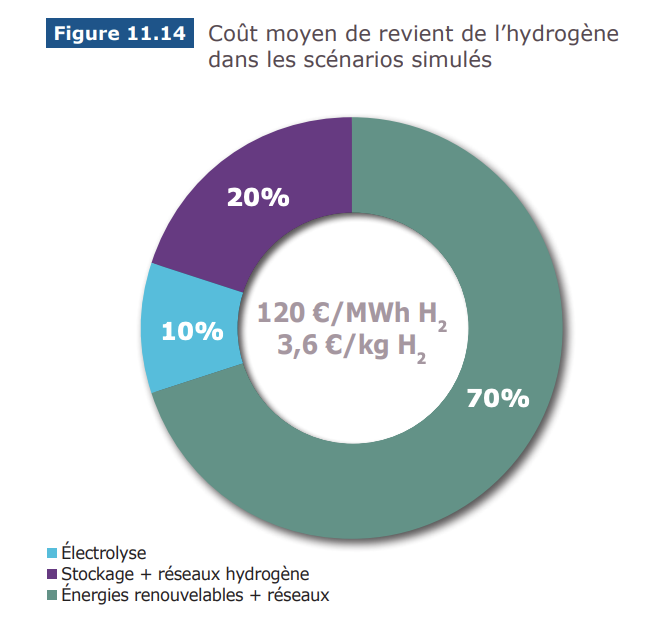 Figure 11.14
Coût moyen de revient de l’hydrogène
dans les scénarios simulés
20%
120 €/MWh H₂
10%
3,6 €/kg H₂
70%
Électrolyse
Stockage + réseaux hydrogène
Énergies renouvelables + réseaux